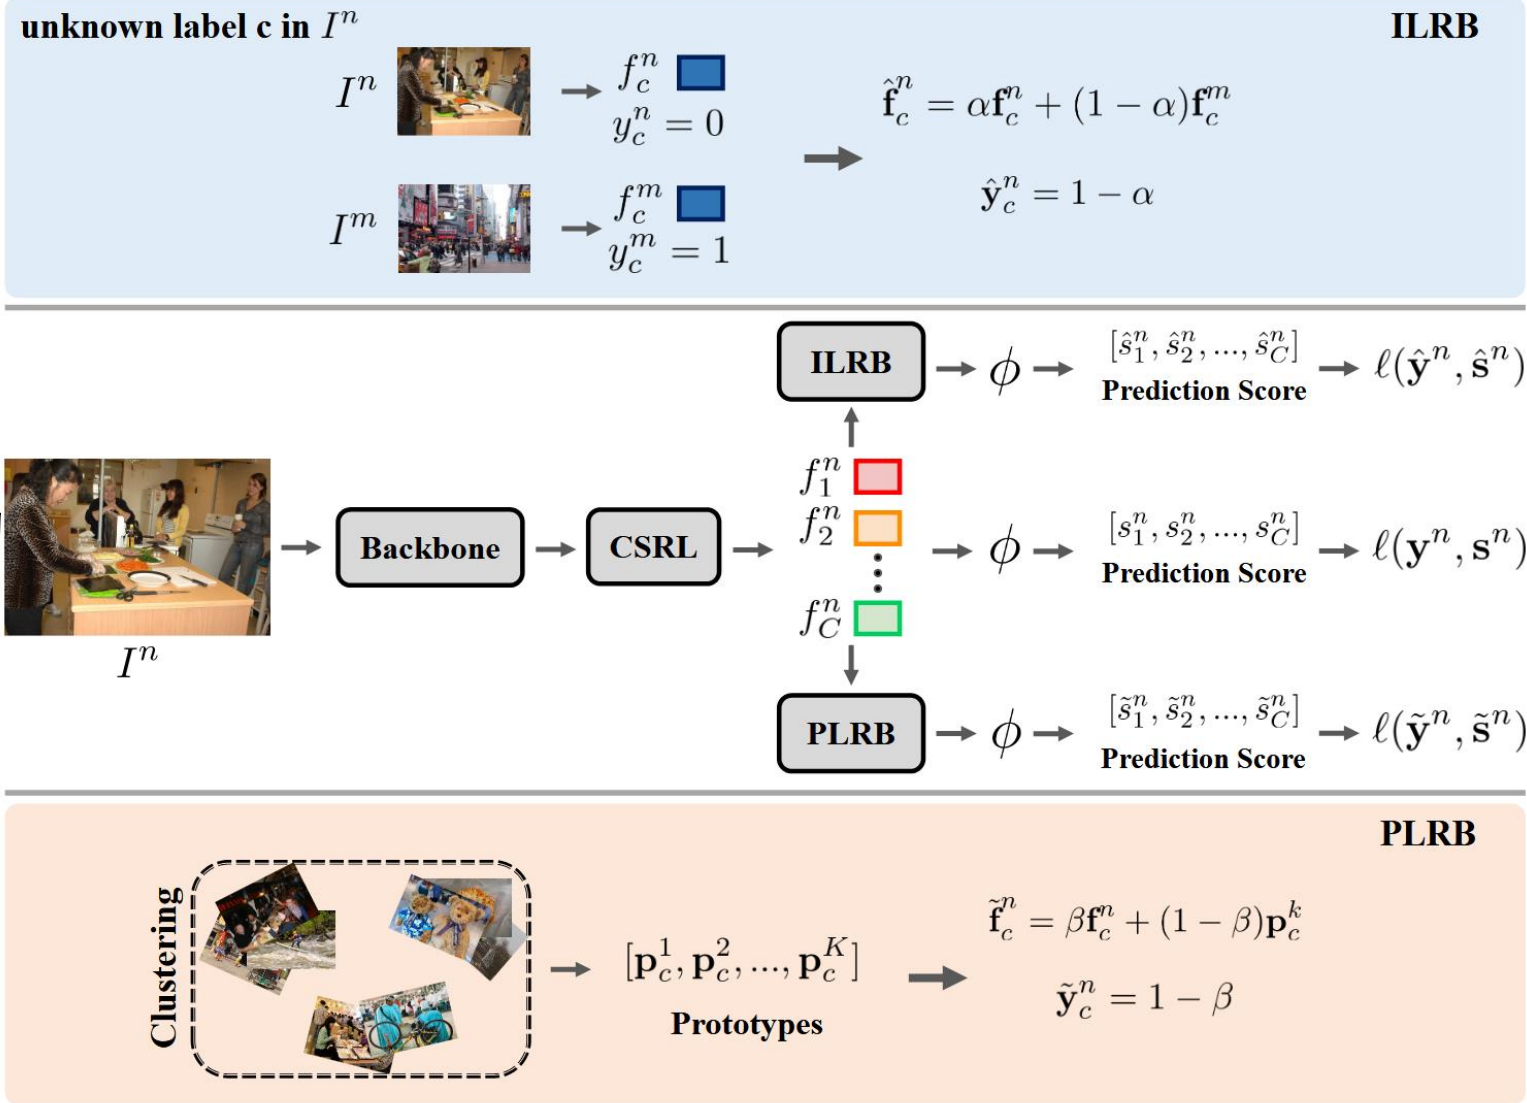 unknown label c in Iⁿ
ILRB
Iⁿ
f_c^n
y_c^n = 0
I^m
f_c^m
y_c^m = 1
f̂_c^n = αf_c^n + (1 − α)f_c^m
ŷ_c^n = 1 − α
ILRB
ϕ
[ŝ_1^n, ŝ_2^n, ..., ŝ_C^n]
Prediction Score
ℓ(ŷ^n, ŝ^n)
I^n
Backbone
CSRL
f_1^n
f_2^n
f_C^n
ϕ
[s_1^n, s_2^n, ..., s_C^n]
Prediction Score
ℓ(y^n, s^n)
PLRB
ϕ
[s̃_1^n, s̃_2^n, ..., s̃_C^n]
Prediction Score
ℓ(ỹ^n, s̃^n)
PLRB
Clustering
[p_c^1, p_c^2, ..., p_c^K]
Prototypes
f̃_c^n = βf_c^n + (1 − β)p_c^k
ỹ_c^n = 1 − β